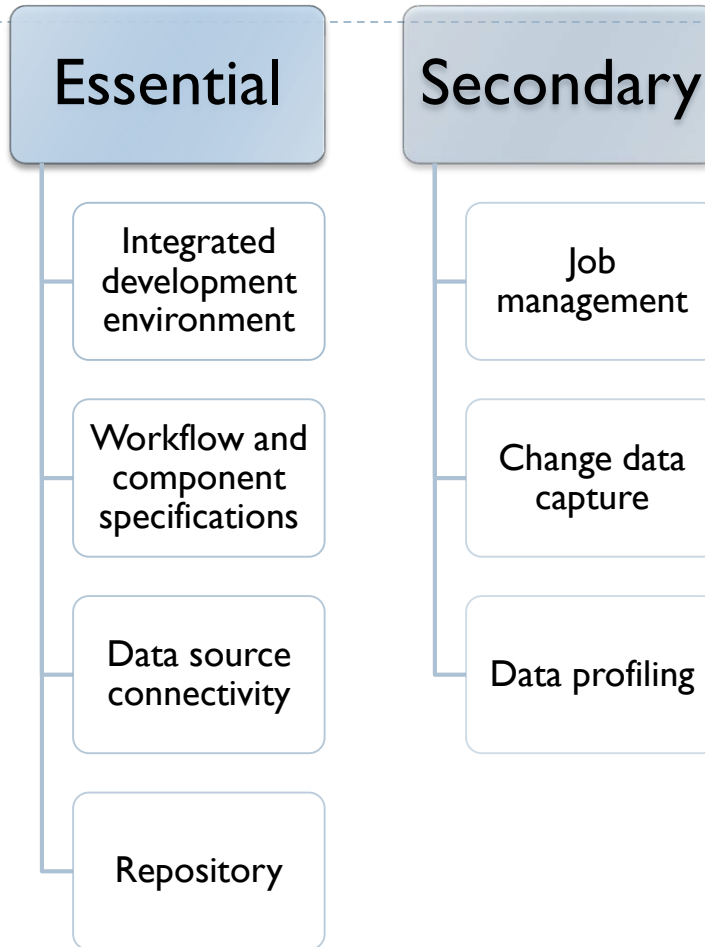 Essential
Integrated
development
environment
Workflow and
component
specifications
Data source
connectivity
Repository
Secondary
Job
management
Change data
capture
Data profiling